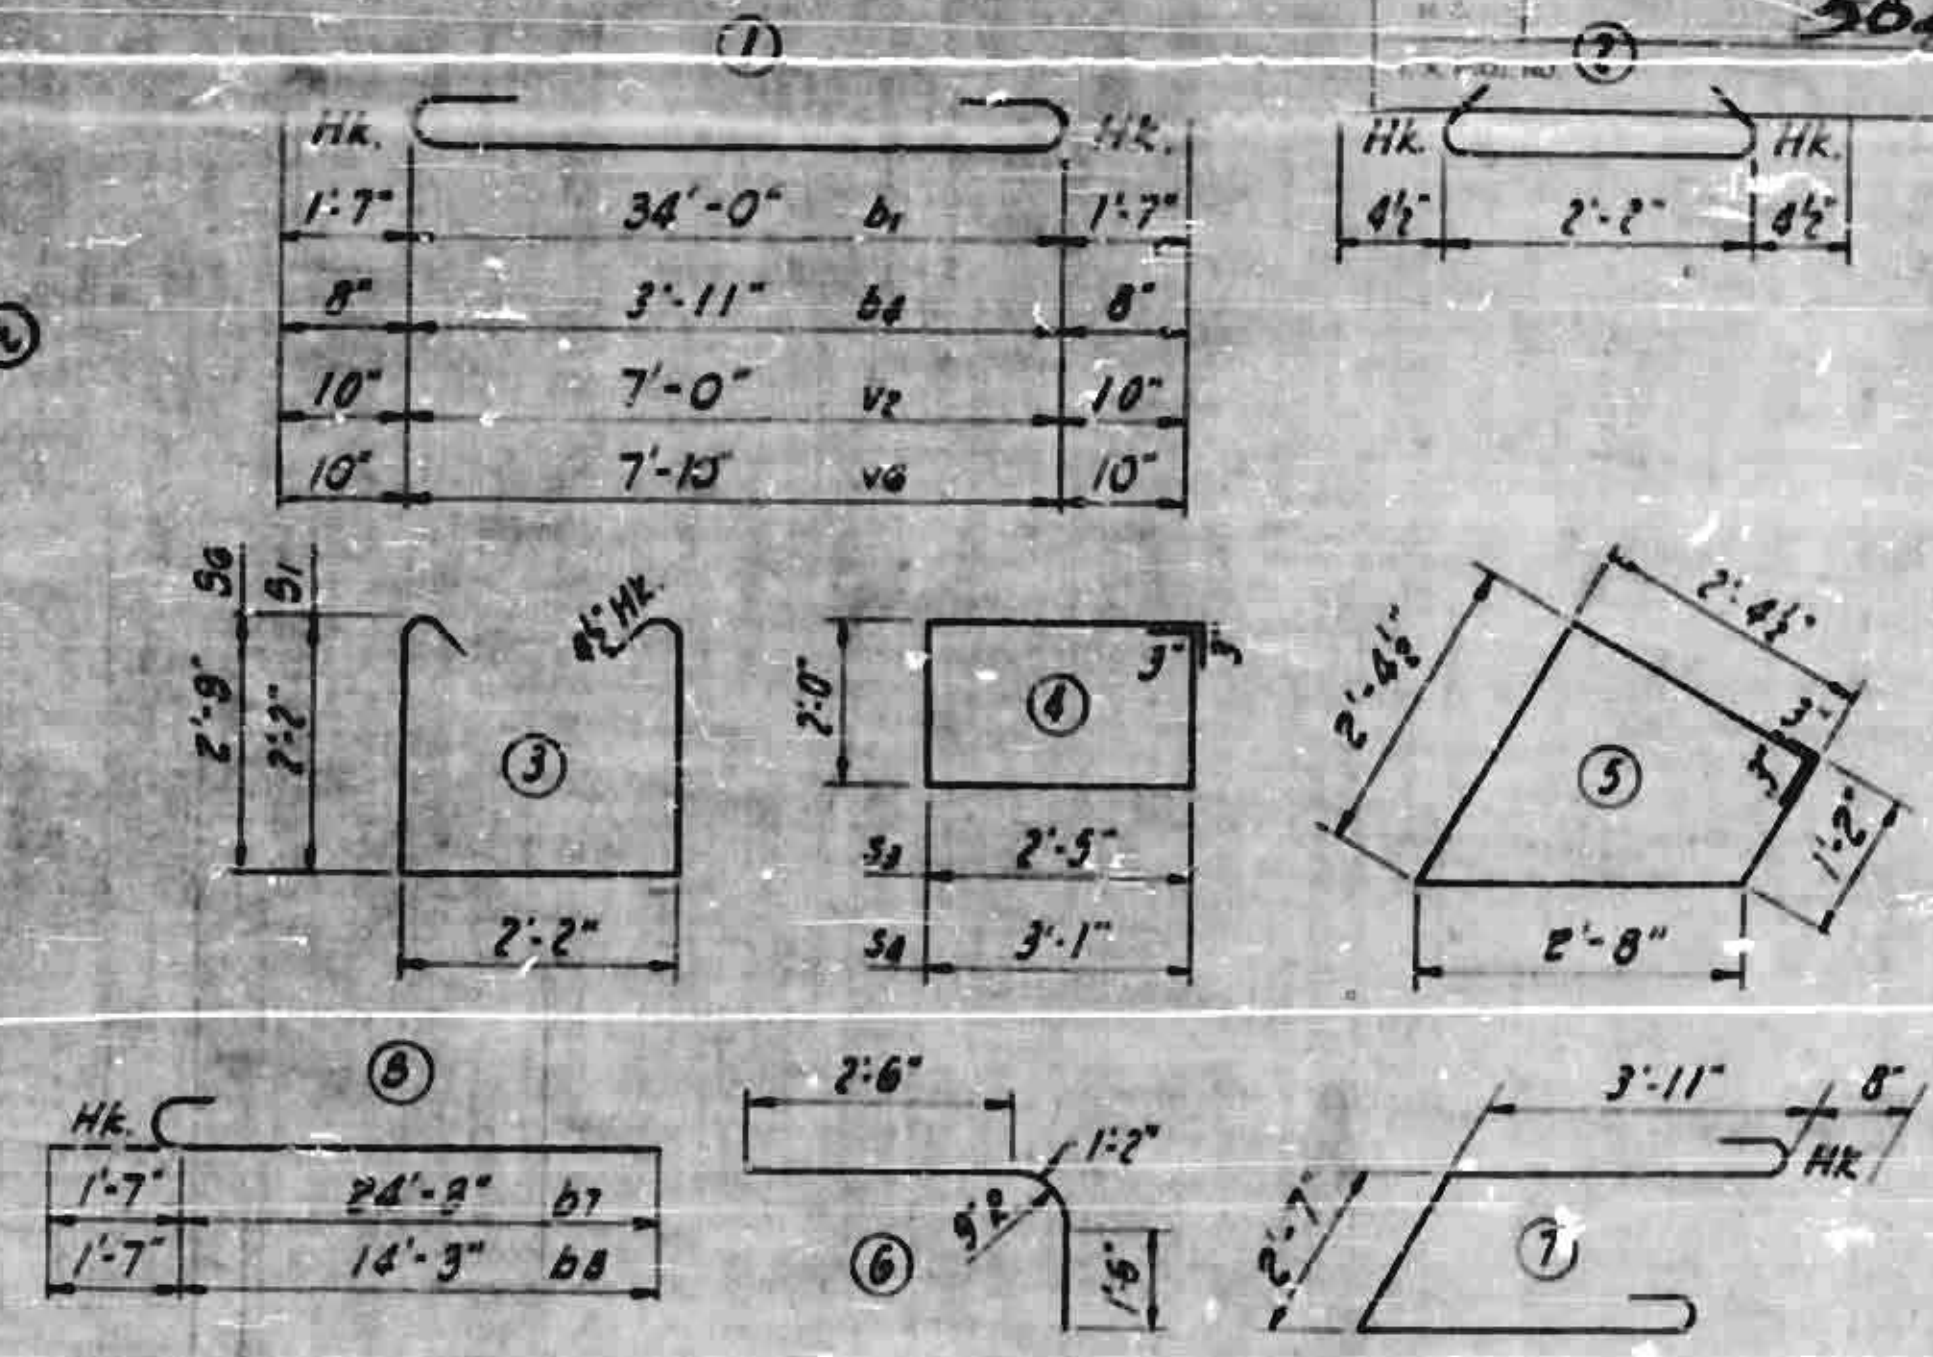 ①
②
Hk. Hk.
1'-7" 34'-0" b1 1'-7"
8" 3'-11" b4 8"
10" 7'-0" v2 10"
10" v6 10"
Hk. Hk.
4½" 2'-2" 4½"
S6 S1
2'-9" 2'-2"
4½" Hk.
③
2'-2"
2'-0"
④
3" 3"
s3 2'-5"
s4 3'-1"
2'-4½"
2'-4½"
⑤
3" 3"
1'-2"
2'-8"
⑧
Hk.
1'-7" b7
1'-7" 14'-3" b8
2'-6"
1'-2"
⑥
1'-6"
3'-11" 8"
Hk
2'-7"
⑦